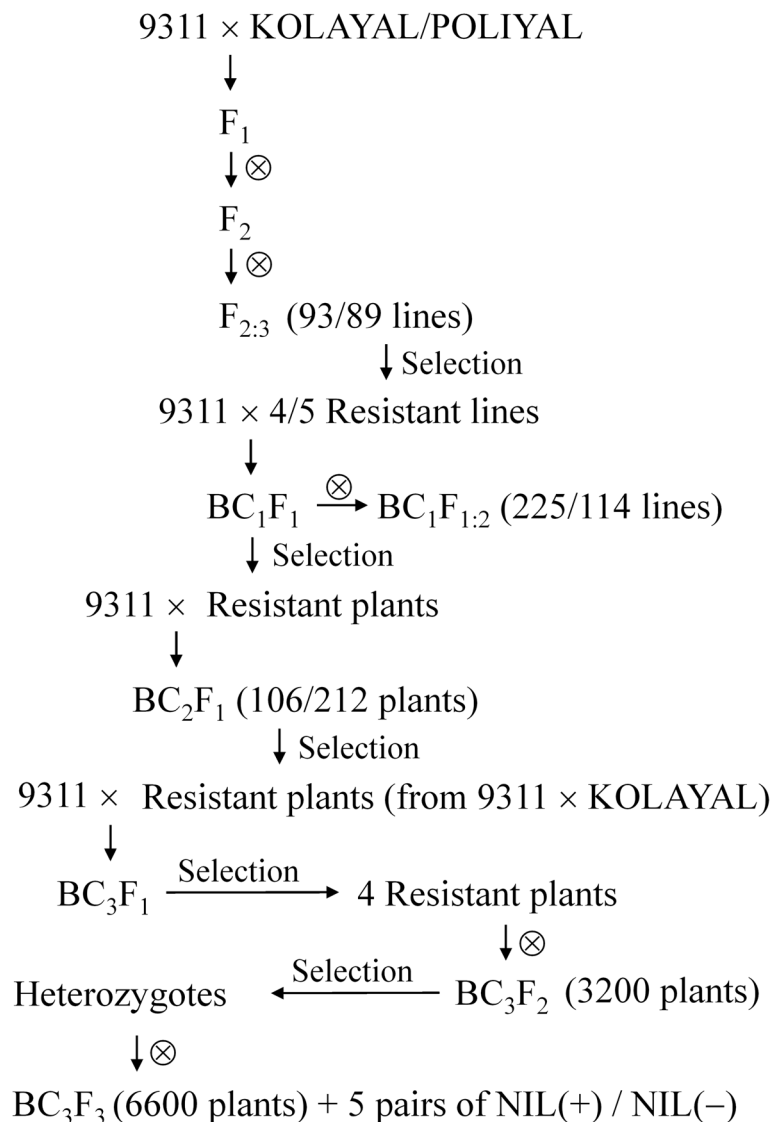 9311 × KOLAYAL/POLIYAL
F₁
⊗
F₂
⊗
F₂:₃ (93/89 lines)
Selection
9311 × 4/5 Resistant lines
BC₁F₁ ⊗ BC₁F₁:₂ (225/114 lines)
Selection
9311 × Resistant plants
BC₂F₁ (106/212 plants)
Selection
9311 × Resistant plants (from 9311 × KOLAYAL)
BC₃F₁ Selection 4 Resistant plants
⊗
Heterozygotes Selection BC₃F₂ (3200 plants)
⊗
BC₃F₃ (6600 plants) + 5 pairs of NIL(+) / NIL(−)